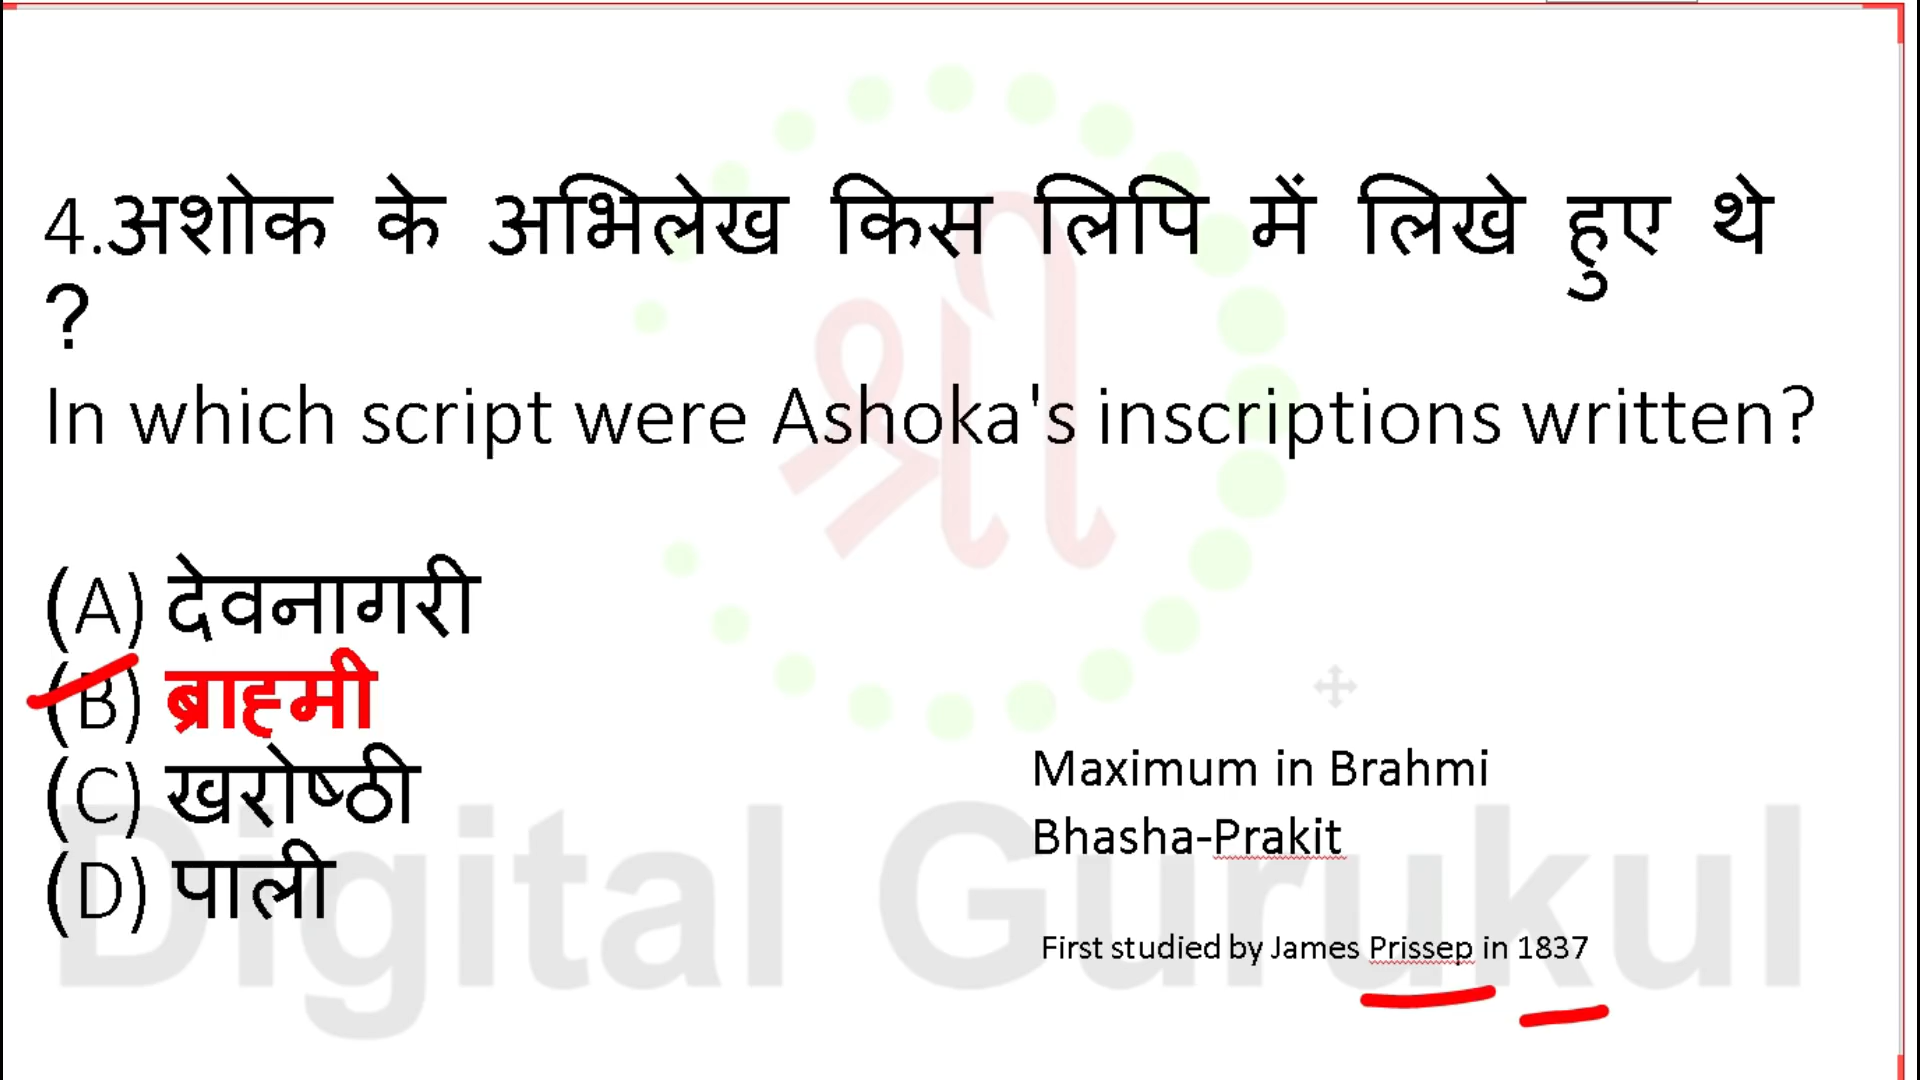 4.अशोक के अभिलेख किस लिपि में लिखे हुए थे
?
In which script were Ashoka's inscriptions written?
(A) देवनागरी
(B) ब्राह्मी
(C) खरोष्ठी
(D) पाली
Maximum in Brahmi
Bhasha-Prakit
First studied by James Prissep in 1837
श्री
Digital Gurukul